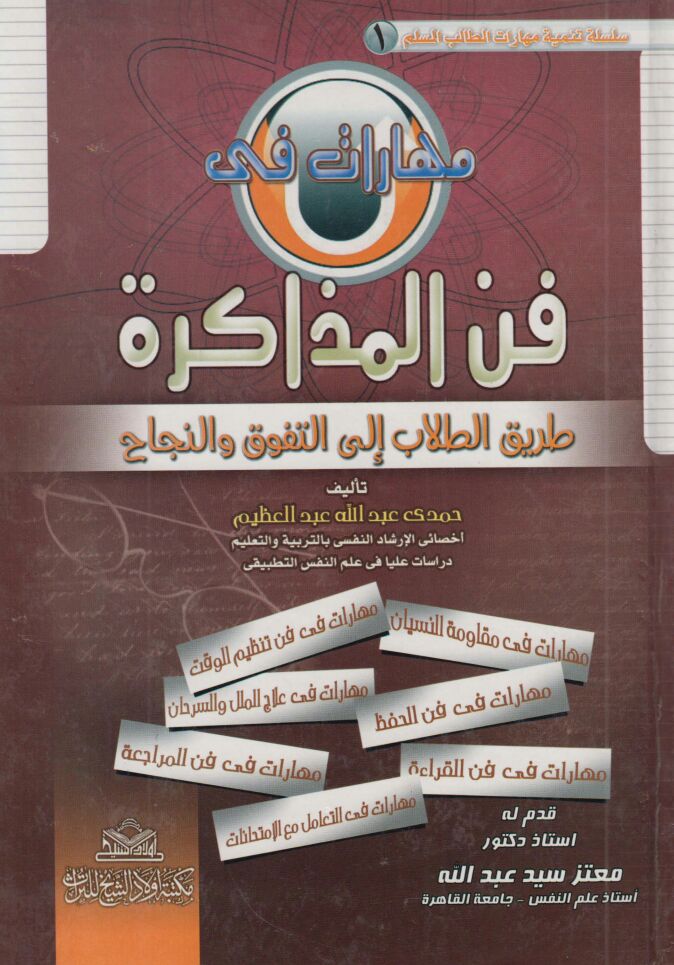 سلسلة تنمية مهارات الطالب المسلم ١
مهارات فى
فن المذاكرة
طريق الطلاب إلى التفوق والنجاح
تأليف
حمدى عبد الله عبد العظيم
أخصائى الإرشاد النفسى بالتربية والتعليم
دراسات عليا فى علم النفس التطبيقى
مهارات فى فن تنظيم الوقت
مهارات فى مقاومة النسيان
مهارات فى علاج الملل والسرحان
مهارات فى فن الحفظ
مهارات فى فن المراجعة
مهارات فى فن القراءة
مهارات فى التعامل مع الإمتحانات
قدم له
استاذ دكتور
معتز سيد عبد الله
أستاذ علم النفس - جامعة القاهرة
أولاد الشيخ
مكتبة أولاد الشيخ للتراث